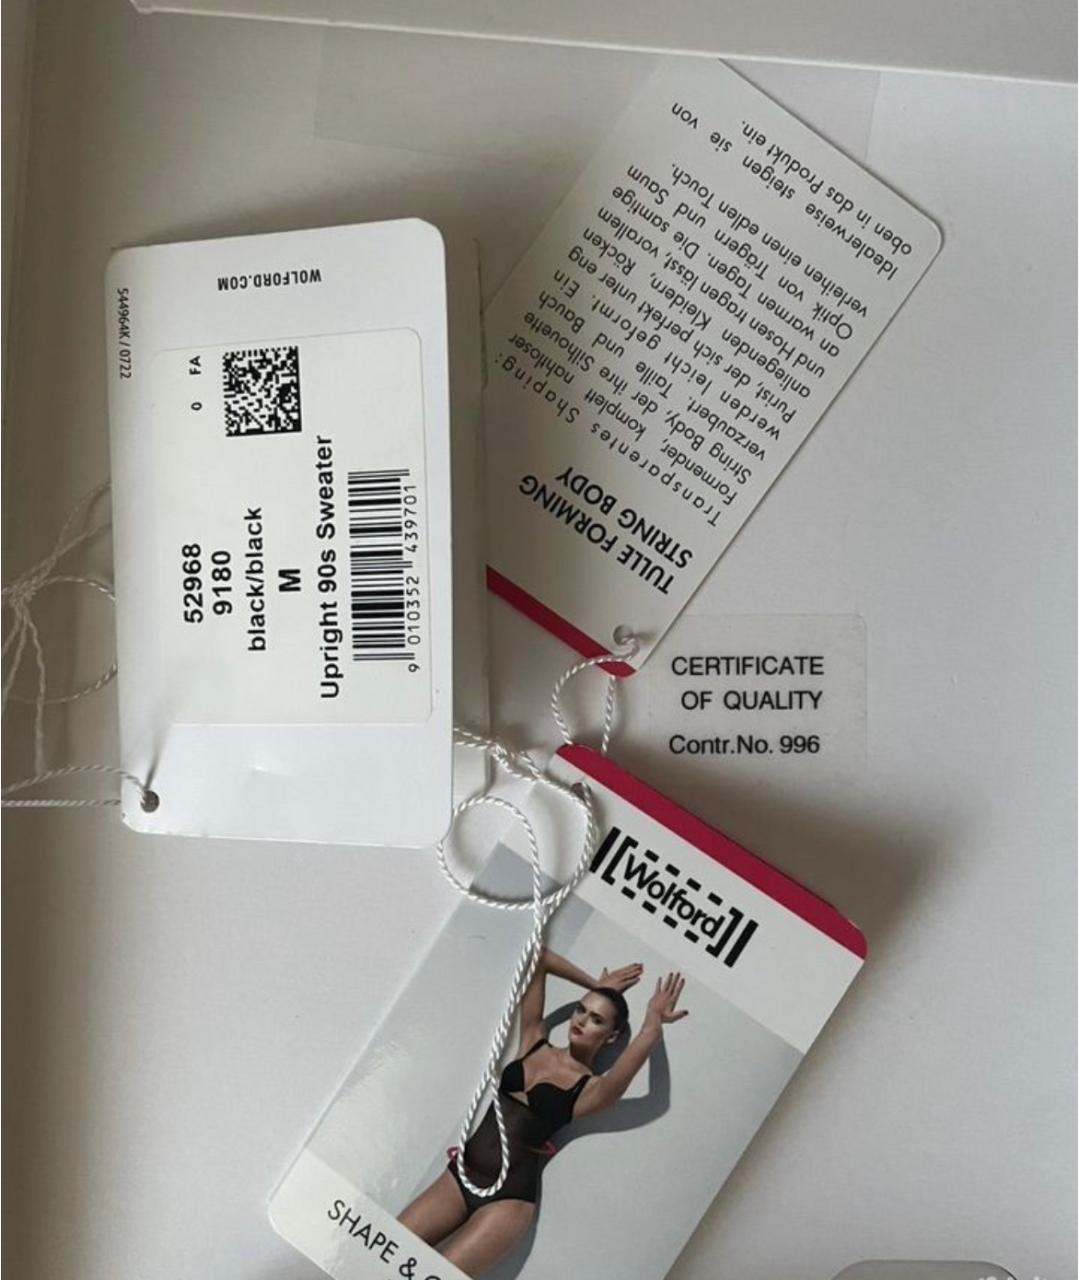 WOLFORD.COM
544964K / 0722
0 FA
52968
9180
black/black
M
Upright 90s Sweater
9 010352 439701
TULLE FORMING
STRING BODY
Transparentes Shaping:
Formender, komplett nahtloser
String Body, der ihre Silhouette
verzaubert. Taille und Bauch
werden leicht geformt. Ein
Purist, der sich perfekt unter eng
anliegenden Kleidern, Röcken
und Hosen tragen lässt, vorallem
an warmen Tagen. Die samtige
Optik von Trägern und Saum
verleihen einen edlen Touch.
Idealerweise steigen sie von
oben in das Produkt ein.
CERTIFICATE
OF QUALITY
Contr.No. 996
Wolford
SHAPE &